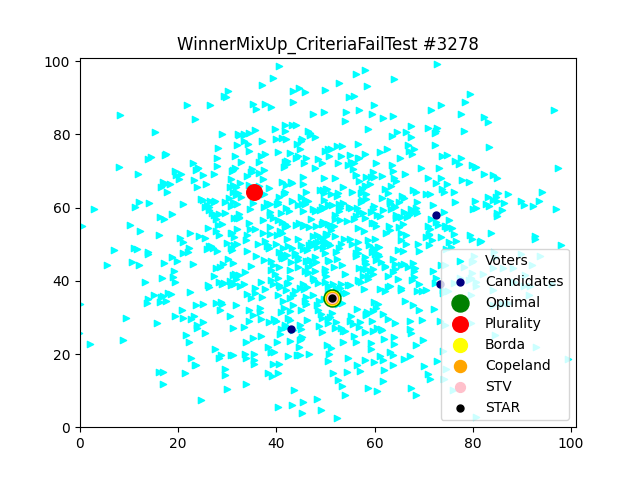 WinnerMixUp_CriteriaFailTest #3278
100
80
60
40
20
0
0 20 40 60 80 100
Voters
Candidates
Optimal
Plurality
Borda
Copeland
STV
STAR